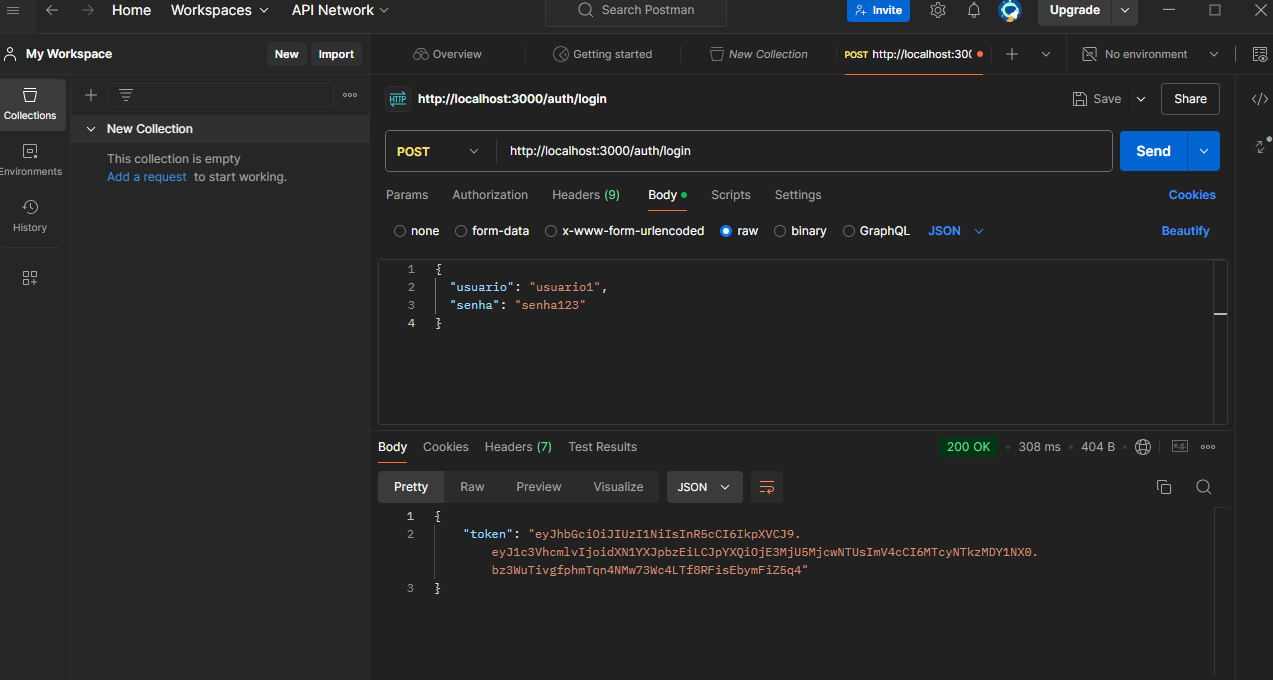 Home Workspaces API Network Search Postman Invite Upgrade
My Workspace New Import Overview Getting started New Collection POST http://localhost:300 No environment
Collections
Environments
History
New Collection
This collection is empty
Add a request to start working.
HTTP http://localhost:3000/auth/login Save Share
POST http://localhost:3000/auth/login Send
Params Authorization Headers (9) Body Scripts Settings Cookies
none form-data x-www-form-urlencoded raw binary GraphQL JSON Beautify
1 {
2 "usuario": "usuario1",
3 "senha": "senha123"
4 }
Body Cookies Headers (7) Test Results 200 OK 308 ms 404 B
Pretty Raw Preview Visualize JSON
1 {
2 "token": "eyJhbGciOiJIUzI1NiIsInR5cCI6IkpXVCJ9.
eyJ1c3VhcmlvIjoidXN1YXJpbzEiLCJpYXQiOjE3MjU5MjcwNTUsImV4cCI6MTcyNTkzMDY1NX0.
bz3WuTivgfphmTqn4NMw73Wc4LTf8RFisEbymFiZ5q4"
3 }